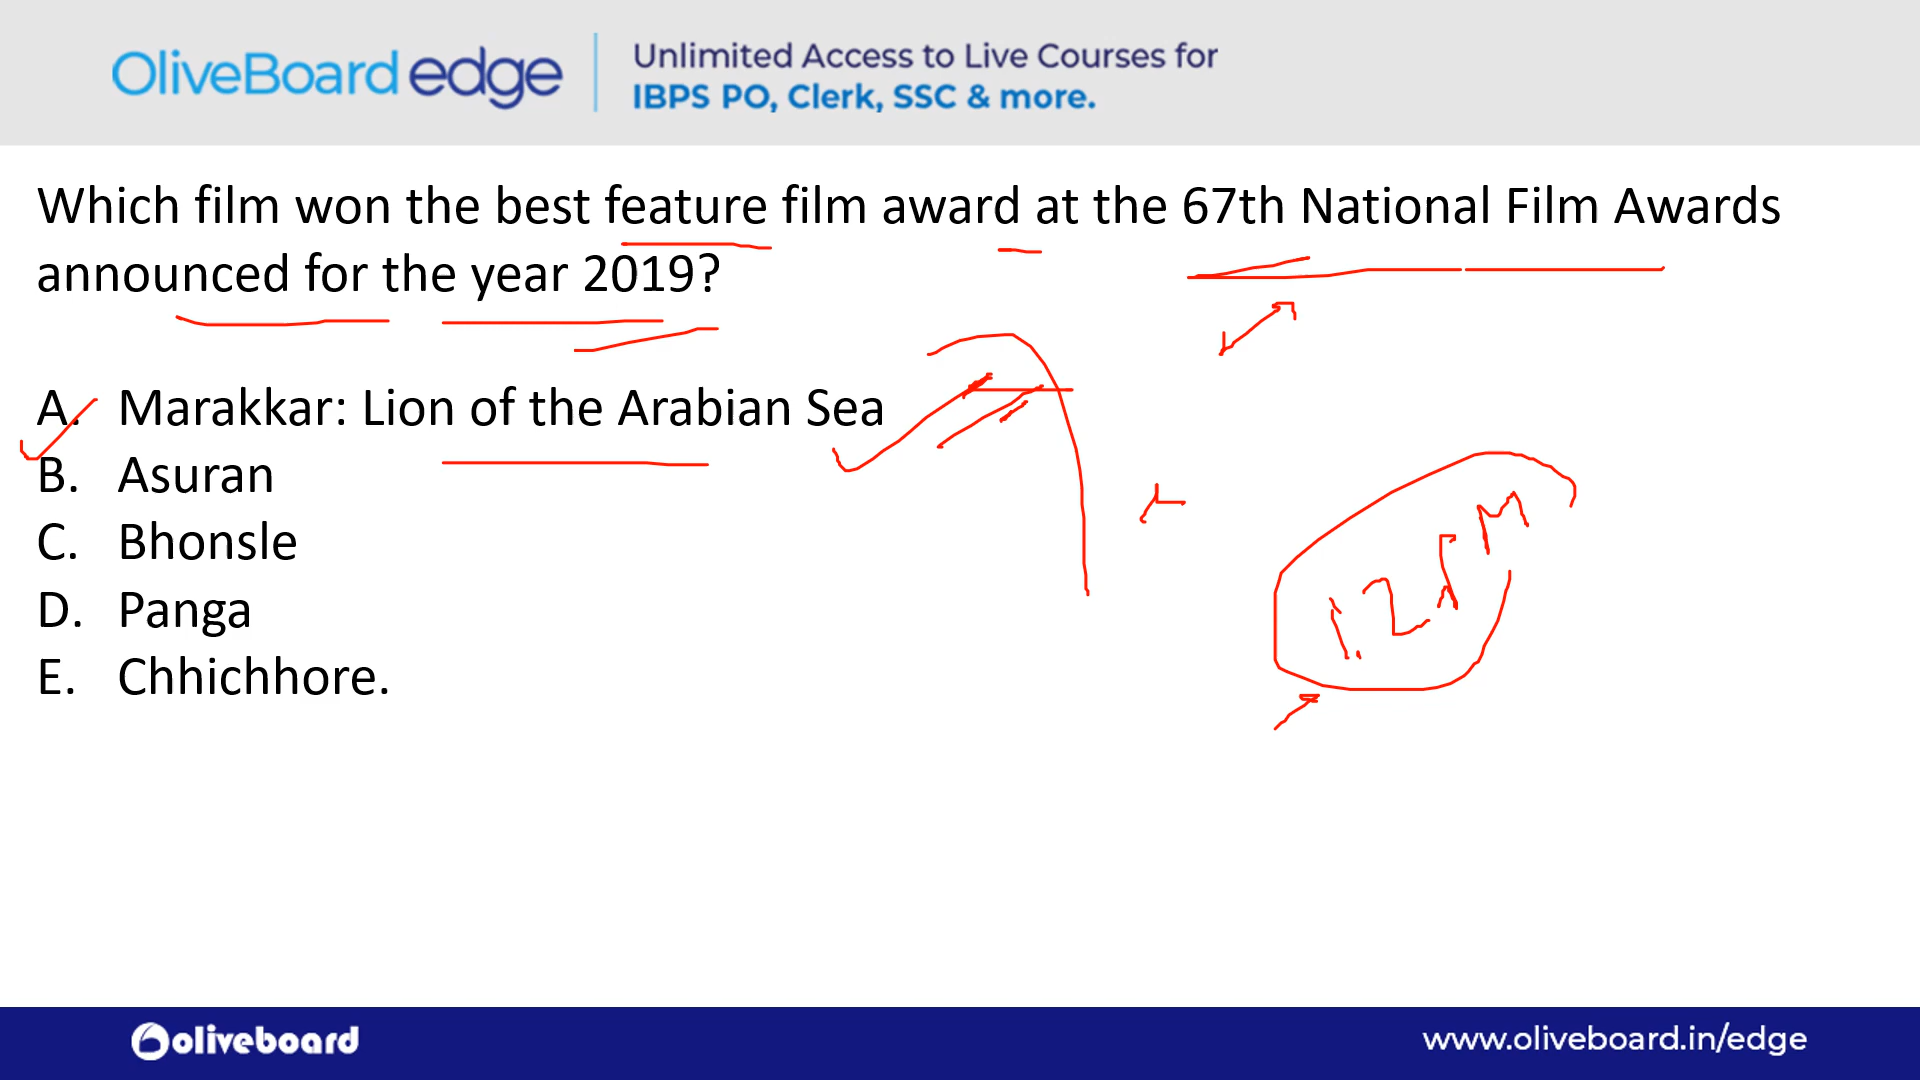 OliveBoard edge
Unlimited Access to Live Courses for
IBPS PO, Clerk, SSC & more.
Which film won the best feature film award at the 67th National Film Awards
announced for the year 2019?
A. Marakkar: Lion of the Arabian Sea
B. Asuran
C. Bhonsle
D. Panga
E. Chhichhore.
oliveboard
www.oliveboard.in/edge